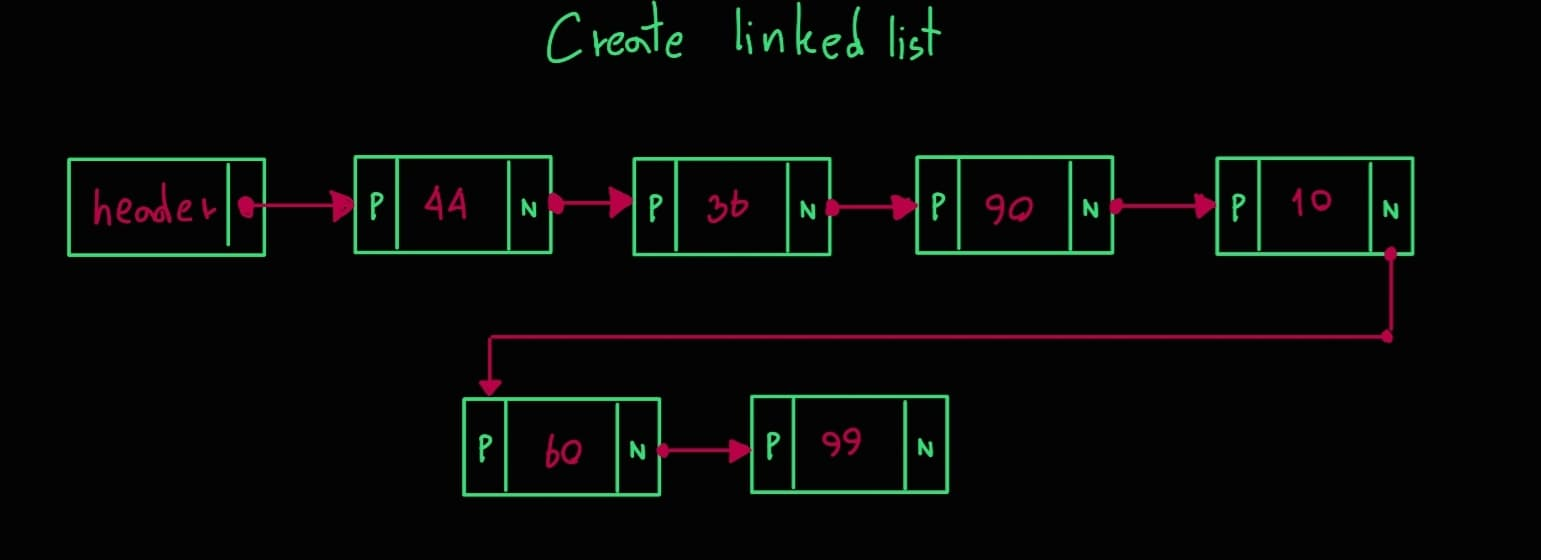 Create linked list
header P 44 N P 36 N P 90 N P 10 N
P 60 N P 99 N